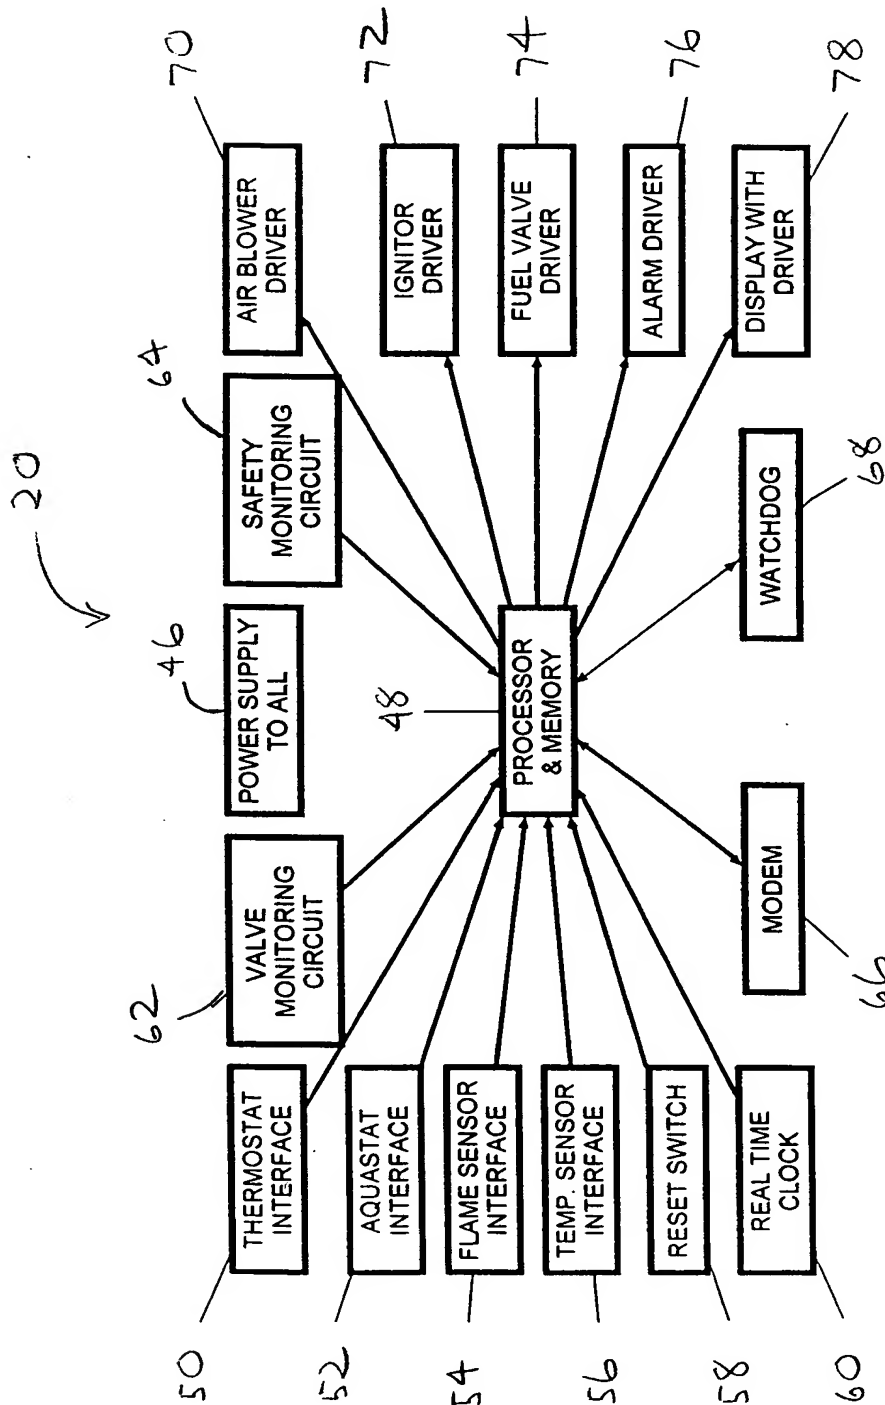 20
50
THERMOSTAT
INTERFACE
52
AQUASTAT
INTERFACE
54
FLAME SENSOR
INTERFACE
56
TEMP. SENSOR
INTERFACE
58
RESET SWITCH
60
REAL TIME
CLOCK
62
VALVE
MONITORING
CIRCUIT
46
POWER SUPPLY
TO ALL
64
SAFETY
MONITORING
CIRCUIT
48
PROCESSOR
& MEMORY
66
MODEM
68
WATCHDOG
70
AIR BLOWER
DRIVER
72
IGNITOR
DRIVER
74
FUEL VALVE
DRIVER
76
ALARM DRIVER
78
DISPLAY WITH
DRIVER